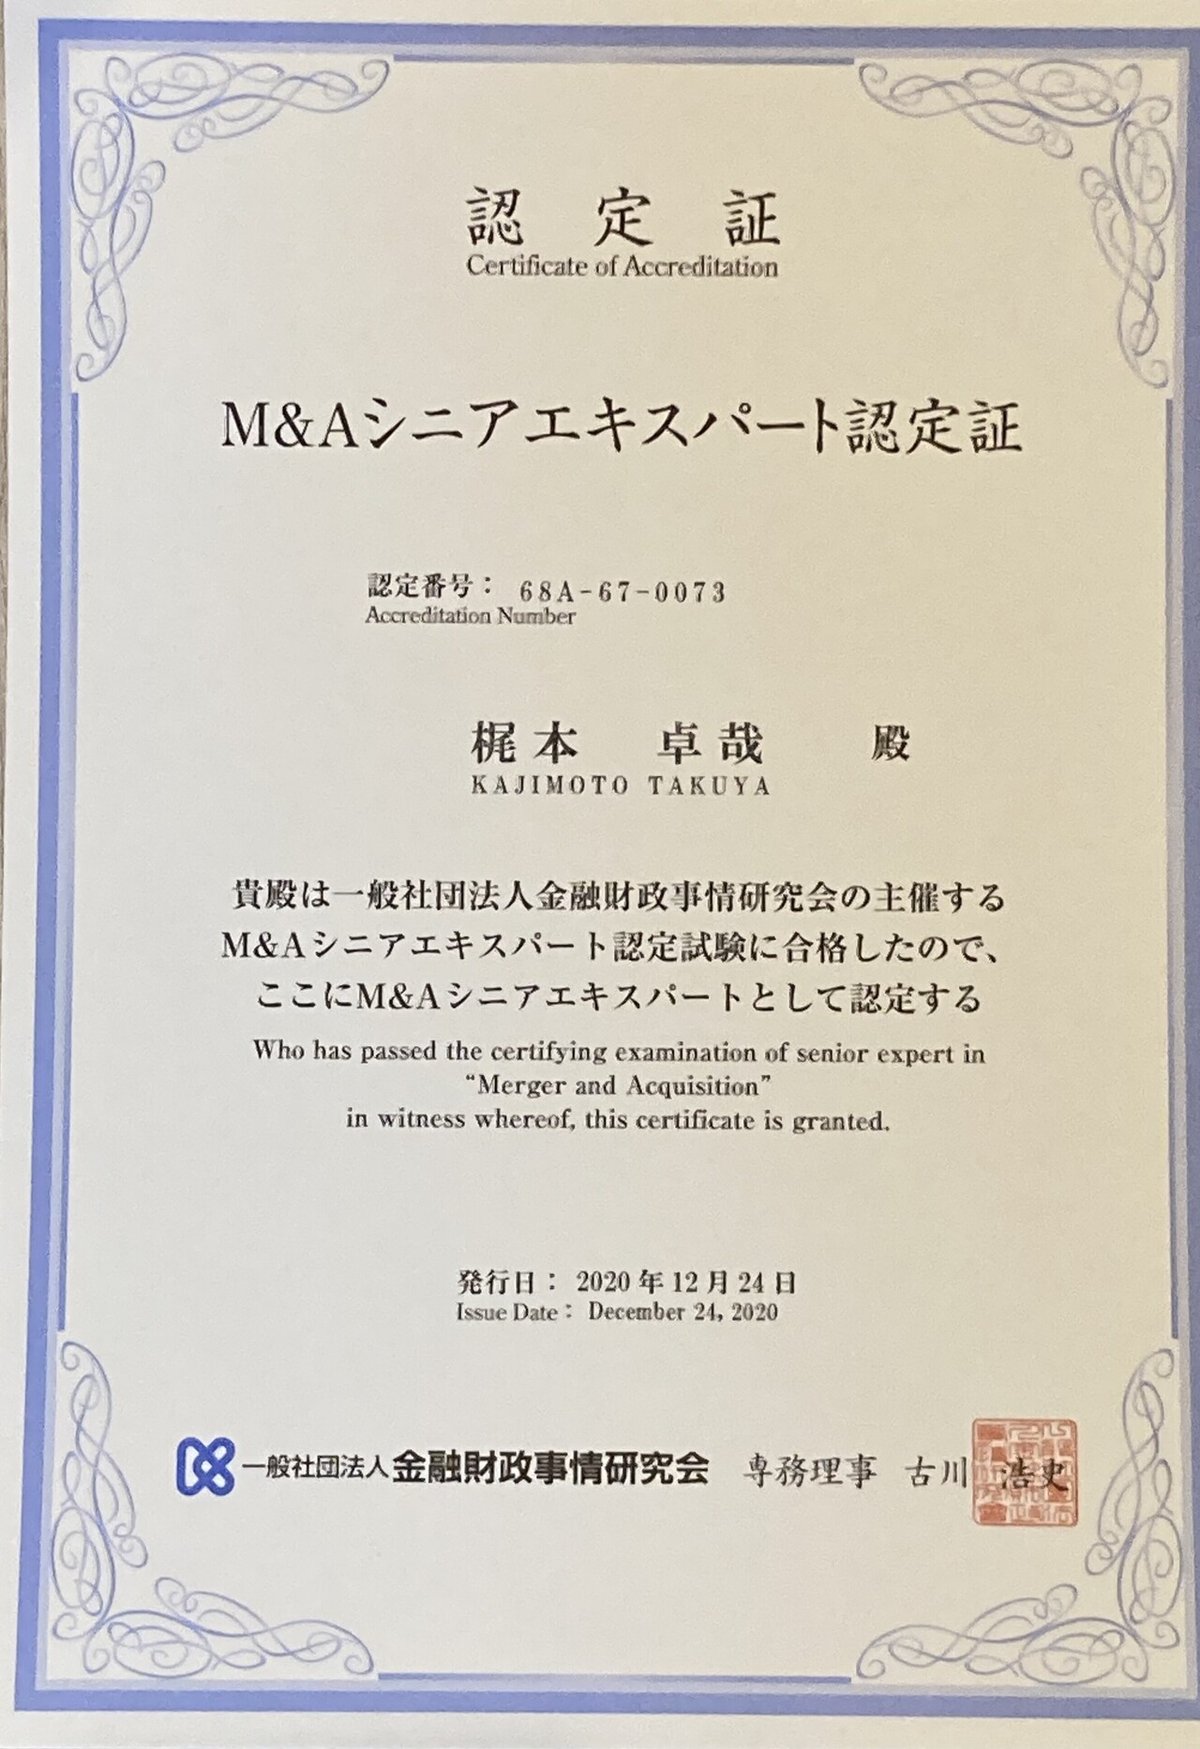 認定証
Certificate of Accreditation
M&Aシニアエキスパート認定証
認定番号： 68A-67-0073
Accreditation Number
梶本 卓哉 殿
KAJIMOTO TAKUYA
貴殿は一般社団法人金融財政事情研究会の主催する
M&Aシニアエキスパート認定試験に合格したので、
ここにM&Aシニアエキスパートとして認定する
Who has passed the certifying examination of senior expert in
“Merger and Acquisition”
in witness whereof, this certificate is granted.
発行日： 2020年12月24日
Issue Date： December 24, 2020
一般社団法人 金融財政事情研究会 専務理事 古川 浩史